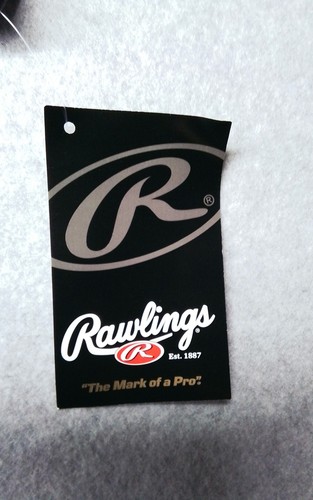 R®
Rawlings®
R Est. 1887
"The Mark of a Pro".®